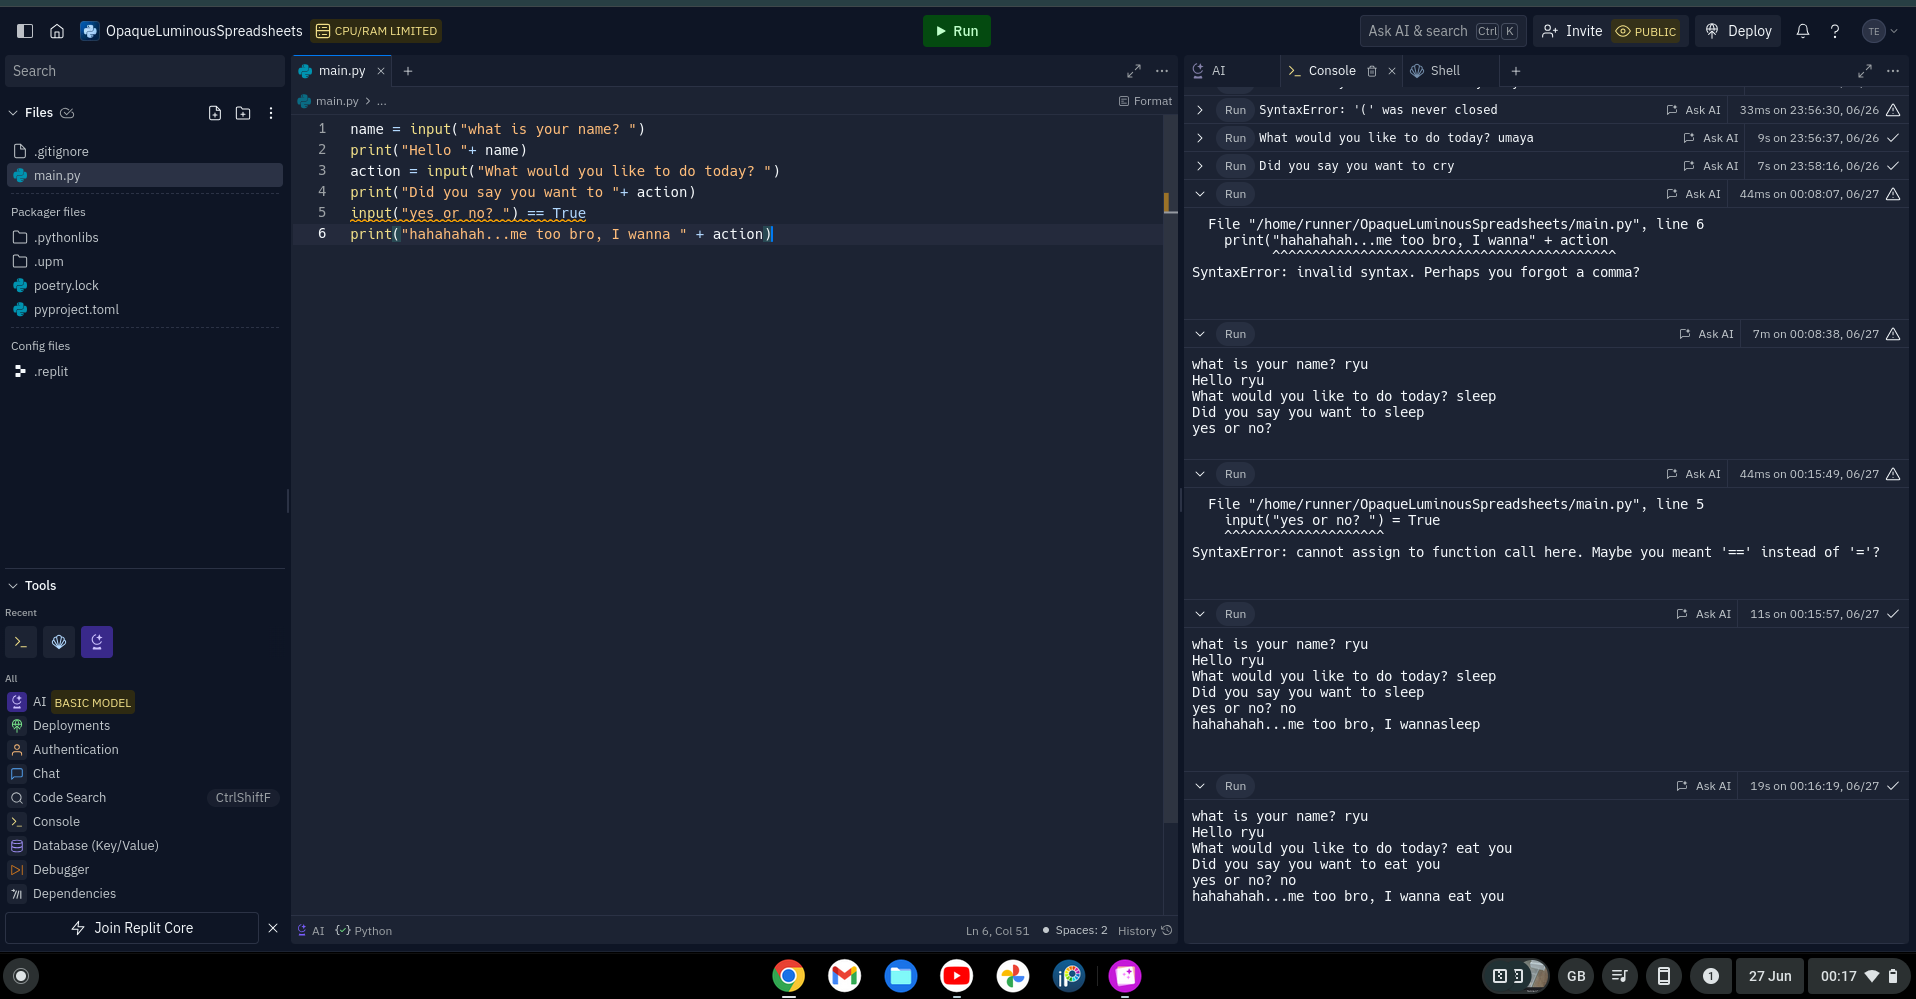 OpaqueLuminousSpreadsheets
CPU/RAM LIMITED
Run
Ask AI & search Ctrl K
Invite
PUBLIC
Deploy
TE
Search
Files
.gitignore
main.py
Packager files
.pythonlibs
.upm
poetry.lock
pyproject.toml
Config files
.replit
Tools
Recent
All
AI BASIC MODEL
Deployments
Authentication
Chat
Code Search CtrlShiftF
Console
Database (Key/Value)
Debugger
Dependencies
Join Replit Core
main.py
main.py > ...
Format
1 name = input("what is your name? ")
2 print("Hello "+ name)
3 action = input("What would you like to do today? ")
4 print("Did you say you want to "+ action)
5 input("yes or no? ") == True
6 print("hahahahah...me too bro, I wanna " + action)
AI Python
Ln 6, Col 51
Spaces: 2
History
AI
Console
Shell
Run SyntaxError: '(' was never closed Ask AI 33ms on 23:56:30, 06/26
Run What would you like to do today? umaya Ask AI 9s on 23:56:37, 06/26
Run Did you say you want to cry Ask AI 7s on 23:58:16, 06/26
Run Ask AI 44ms on 00:08:07, 06/27
File "/home/runner/OpaqueLuminousSpreadsheets/main.py", line 6
print("hahahahah...me too bro, I wanna" + action
^^^^^^^^^^^^^^^^^^^^^^^^^^^^^^^^^^^^^^^^^^^
SyntaxError: invalid syntax. Perhaps you forgot a comma?
Run Ask AI 7m on 00:08:38, 06/27
what is your name? ryu
Hello ryu
What would you like to do today? sleep
Did you say you want to sleep
yes or no?
Run Ask AI 44ms on 00:15:49, 06/27
File "/home/runner/OpaqueLuminousSpreadsheets/main.py", line 5
input("yes or no? ") = True
^^^^^^^^^^^^^^^^^^^^
SyntaxError: cannot assign to function call here. Maybe you meant '==' instead of '='?
Run Ask AI 11s on 00:15:57, 06/27
what is your name? ryu
Hello ryu
What would you like to do today? sleep
Did you say you want to sleep
yes or no? no
hahahahah...me too bro, I wannasleep
Run Ask AI 19s on 00:16:19, 06/27
what is your name? ryu
Hello ryu
What would you like to do today? eat you
Did you say you want to eat you
yes or no? no
hahahahah...me too bro, I wanna eat you
GB
1
27 Jun
00:17